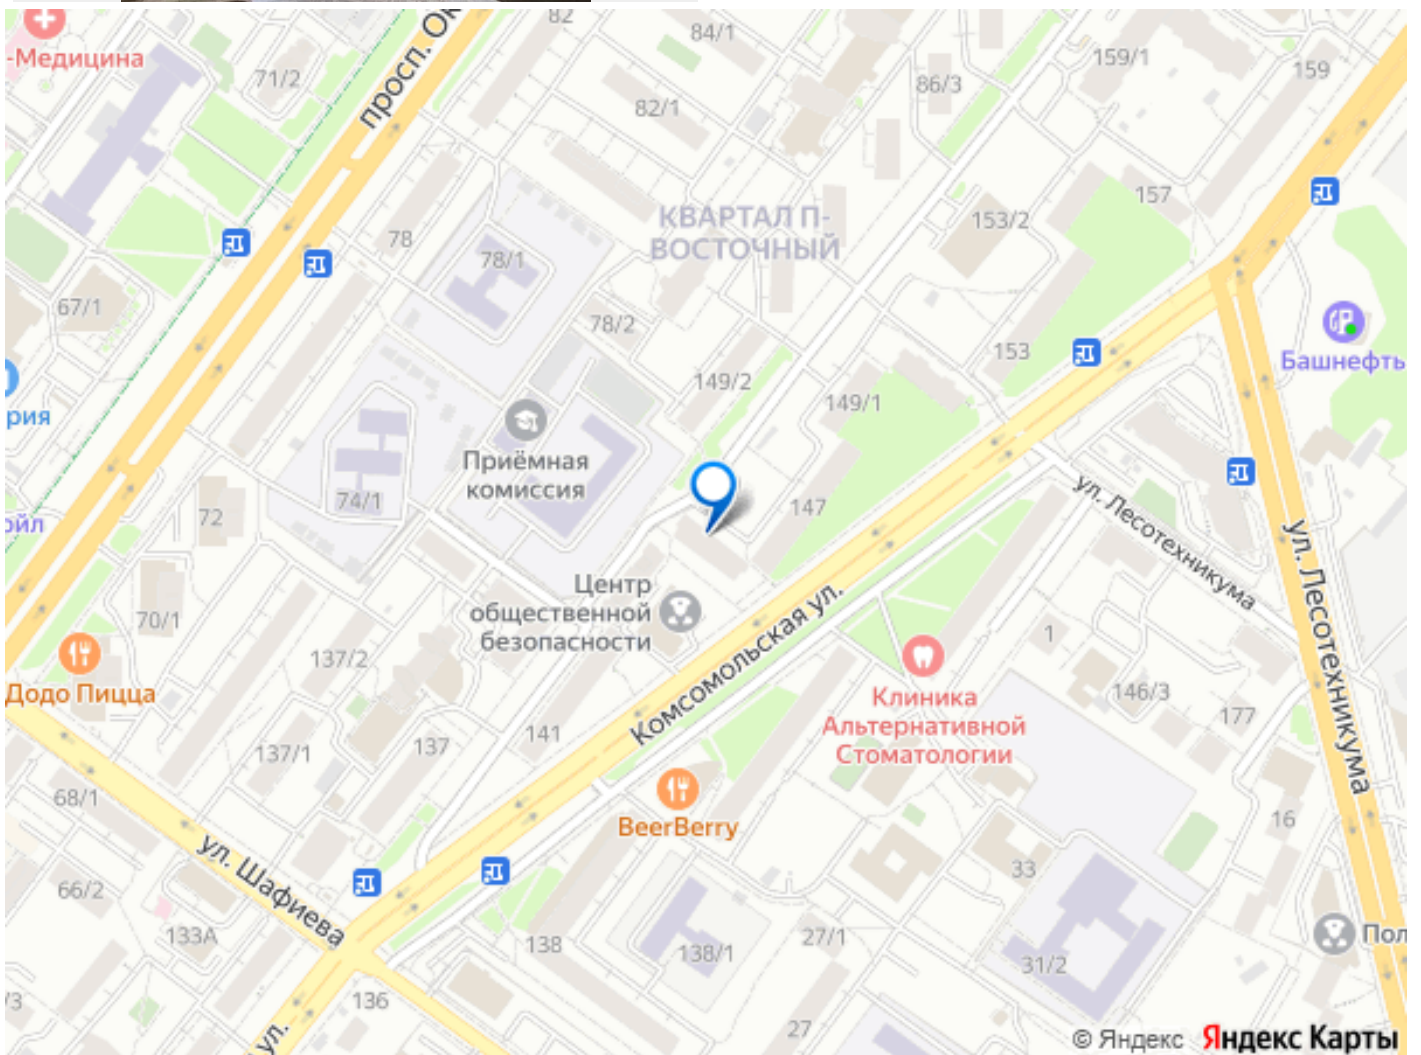 82
84/1
просп. Ок
-Медицина
71/2
159/1
159
86/3
82/1
157
КВАРТАЛ П-
ВОСТОЧНЫЙ
153/2
78
78/1
67/1
78/2
153
Башнефть
149/2
149/1
рия
Приёмная
комиссия
74/1
72
147
ойл
ул. Лесотехникума
ул. Лесотехникума
Центр
общественной
безопасности
Комсомольская ул.
70/1
137/2
1
Додо Пицца
Клиника
Альтернативной
Стоматологии
146/3
177
141
137
137/1
68/1
BeerBerry
16
ул. Шафиева
33
66/2
133А
138
138/1
27/1
31/2
Пол
/3
136
27
ул.
© Яндекс Яндекс Карты